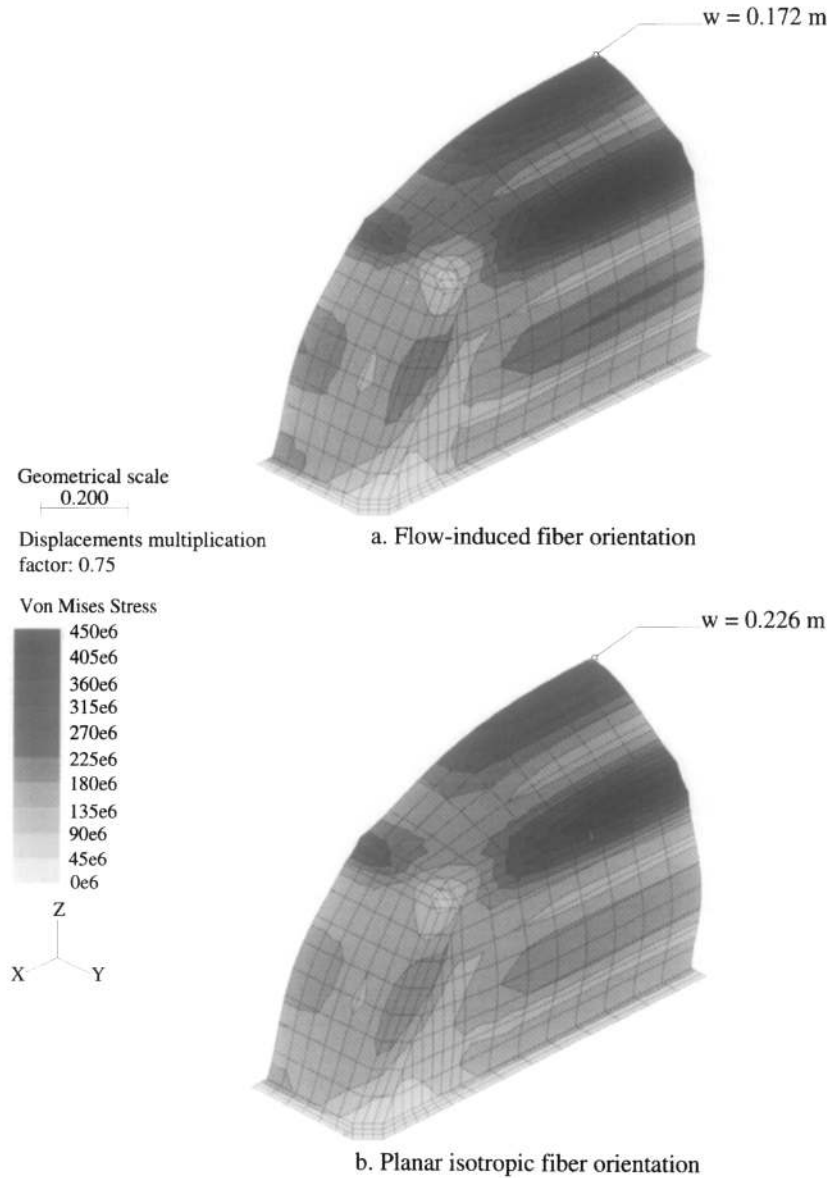 w = 0.172 m
Geometrical scale
0.200
a. Flow-induced fiber orientation
Displacements multiplication
factor: 0.75
Von Mises Stress
w = 0.226 m
450e6
405e6
360e6
315e6
270e6
225e6
180e6
135e6
90e6
45e6
0e6
Z
X
Y
b. Planar isotropic fiber orientation